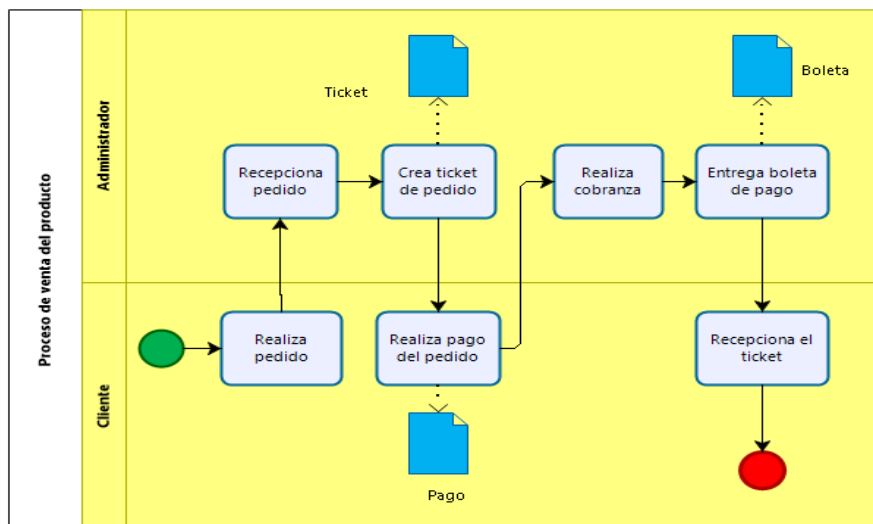 Proceso de venta del producto
Administrador
Ticket
Boleta
Recepciona
pedido
Crea ticket
de pedido
Realiza
cobranza
Entrega boleta
de pago
Cliente
Realiza
pedido
Realiza pago
del pedido
Recepciona el
ticket
Pago